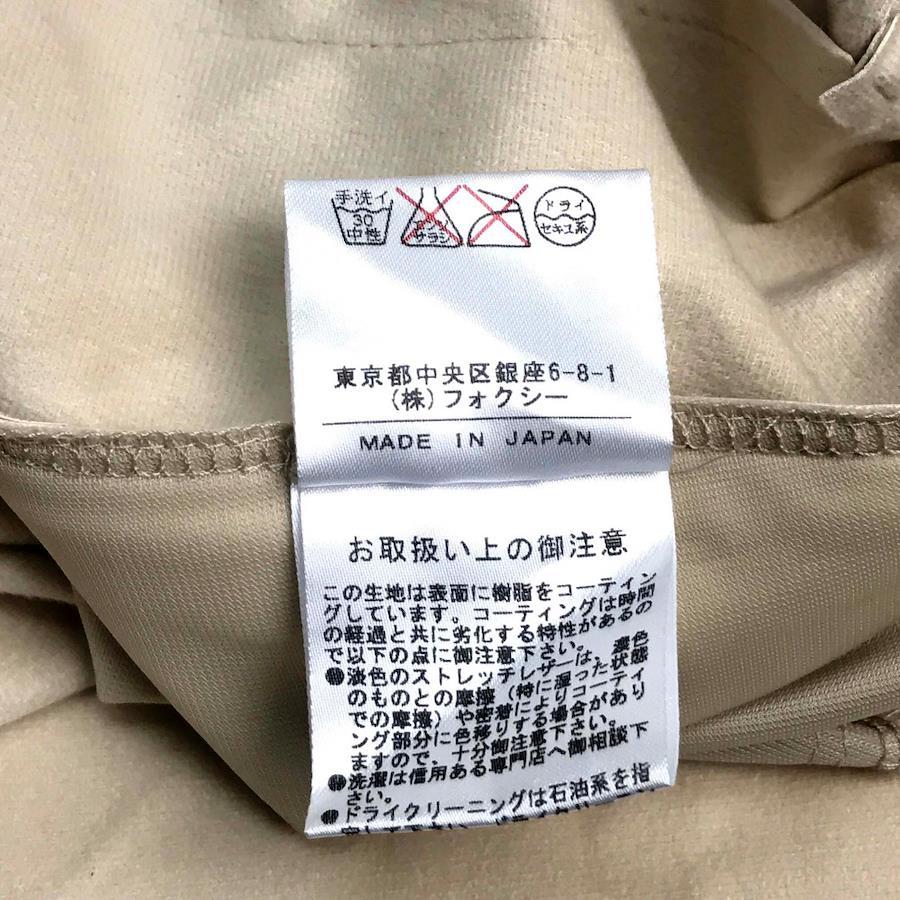 手洗イ
30
中性
エンソ
サラシ
ドライ
セキユ系
東京都中央区銀座6-8-1
(株)フォクシー
MADE IN JAPAN
お取扱い上の御注意
この生地は表面に樹脂をコーティン
グしています。コーティングは時間
の経過と共に劣化する特性があるの
で以下の点に御注意下さい。
●淡色のストレッチレザーは、濃色
のものとの摩擦(特に湿った状態
での摩擦)や密着によりコーティ
ング部分に色移りする場合があり
ますので、十分御注意下さい。
●洗濯は信用ある専門店へ御相談下
さい。
●ドライクリーニングは石油系を指